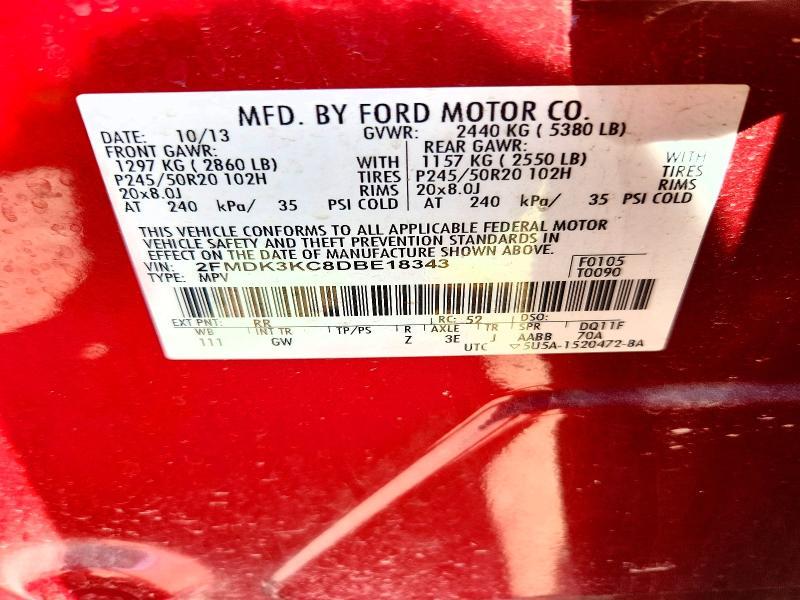 MFD. BY FORD MOTOR CO.
DATE: 10/13 GVWR: 2440 KG ( 5380 LB)
FRONT GAWR: REAR GAWR:
1297 KG ( 2860 LB) WITH 1157 KG ( 2550 LB) WITH
P245/50R20 102H TIRES P245/50R20 102H TIRES
20x8.0J RIMS 20x8.0J RIMS
AT 240 kPa/ 35 PSI COLD AT 240 kPa/ 35 PSI COLD
THIS VEHICLE CONFORMS TO ALL APPLICABLE FEDERAL MOTOR
VEHICLE SAFETY AND THEFT PREVENTION STANDARDS IN
EFFECT ON THE DATE OF MANUFACTURE SHOWN ABOVE.
VIN: 2FMDK3KC8DBE18343 F0105
TYPE: MPV T0090
EXT PNT: RR RC: 52 DSO:
WB INT TR TP/PS R AXLE TR SPR DQ11F
111 GW Z 3E J AABB 70A
UTC ▽5U5A-1520472-BA